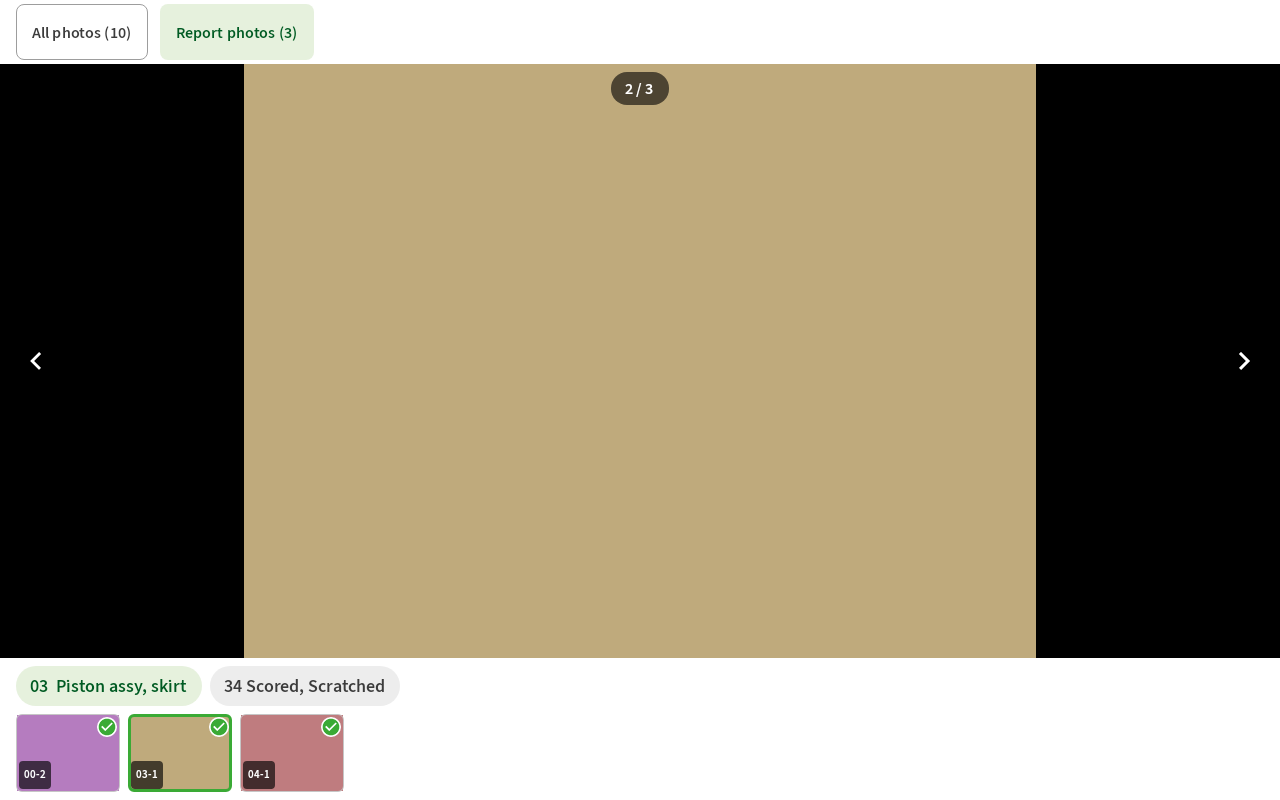 All photos (10)
Report photos (3)
2 / 3
03 Piston assy, skirt
34 Scored, Scratched
00-2
03-1
04-1